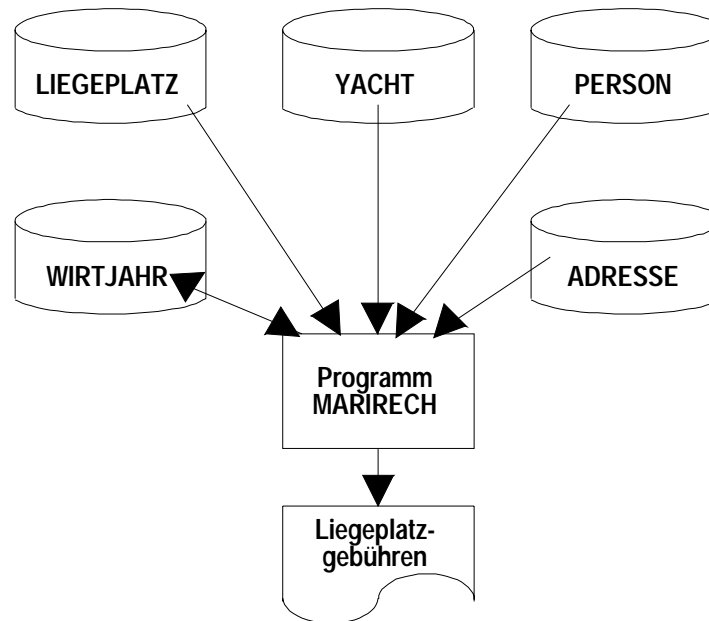 LIEGEPLATZ
YACHT
PERSON
WIRTJAHR
ADRESSE
Programm
MARIRECH
Liegeplatz-
gebühren